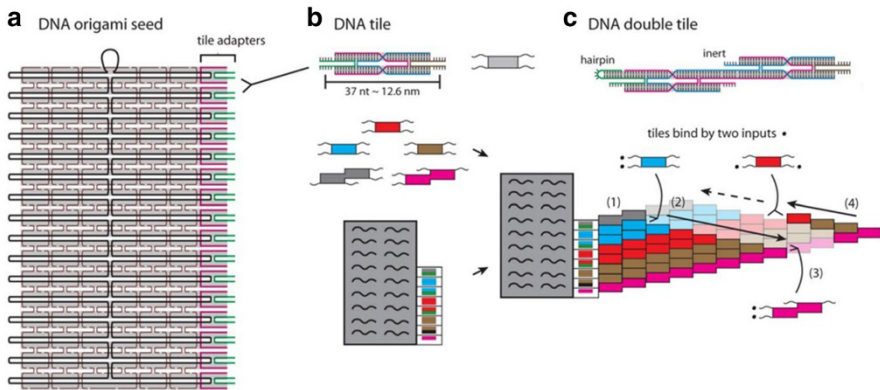 a DNA origami seed
tile adapters
b DNA tile
37 nt ~ 12.6 nm
c DNA double tile
hairpin
inert
tiles bind by two inputs •
(1)
(2)
(3)
(4)